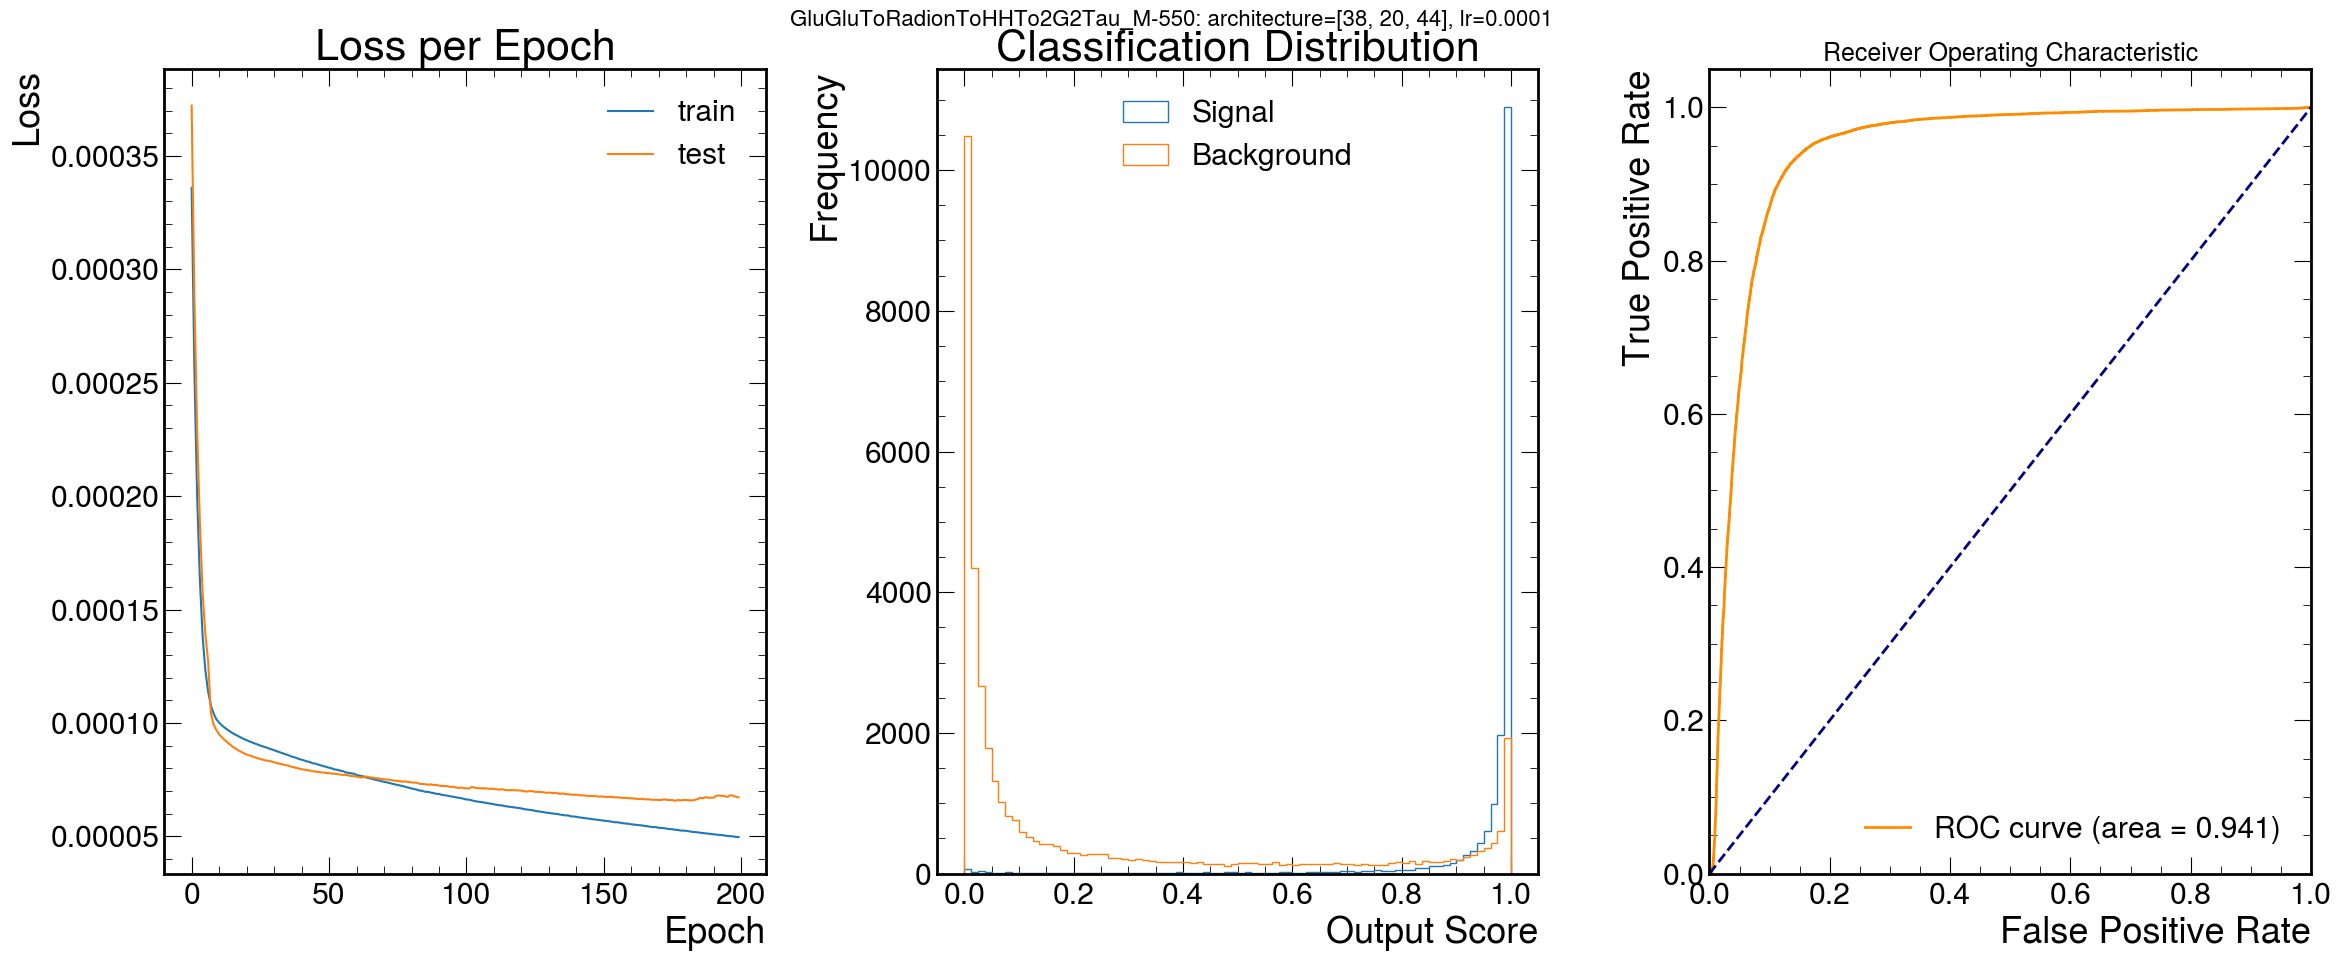 GluGluToRadionToHHTo2G2Tau_M-550: architecture=[38, 20, 44], lr=0.0001
Loss per Epoch
Loss
0.00035
0.00030
0.00025
0.00020
0.00015
0.00010
0.00005
0
50
100
150
200
Epoch
train
test
Classification Distribution
Frequency
10000
8000
6000
4000
2000
0
0.0
0.2
0.4
0.6
0.8
1.0
Output Score
Signal
Background
Receiver Operating Characteristic
True Positive Rate
1.0
0.8
0.6
0.4
0.2
0.0
0.0
0.2
0.4
0.6
0.8
1.0
False Positive Rate
ROC curve (area = 0.941)